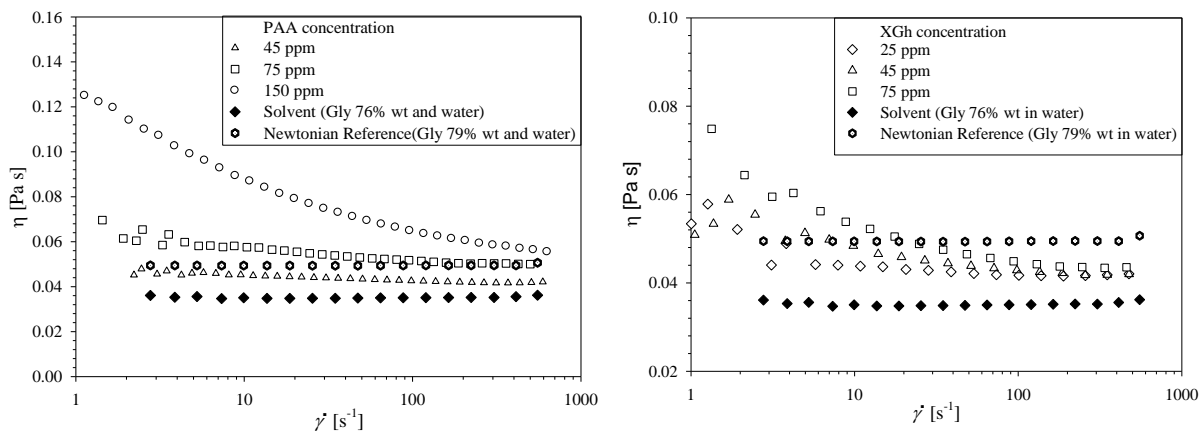 0.16
0.14
0.12
0.10
0.08
0.06
0.04
0.02
0.00
η [Pa s]
PAA concentration
45 ppm
75 ppm
150 ppm
Solvent (Gly 76% wt and water)
Newtonian Reference(Gly 79% wt and water)
1
10
100
1000
γ̇ [s⁻¹]
0.10
0.08
0.06
0.04
0.02
η [Pa s]
XGh concentration
25 ppm
45 ppm
75 ppm
Solvent (Gly 76% wt in water)
Newtonian Reference (Gly 79% wt in water)
1
10
100
1000
γ̇ [s⁻¹]